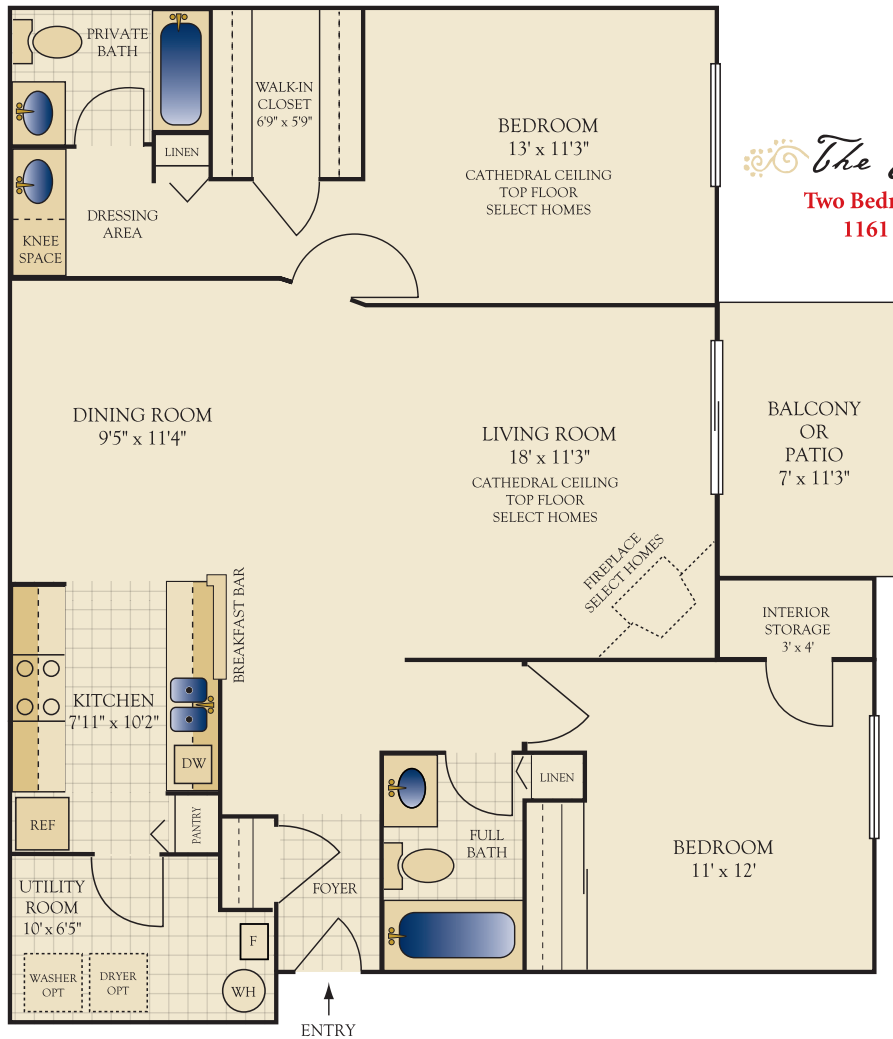 PRIVATE
BATH
WALK-IN
CLOSET
6'9" x 5'9"
BEDROOM
13' x 11'3"
CATHEDRAL CEILING
TOP FLOOR
SELECT HOMES
The
Two
1161
LINEN
DRESSING
AREA
KNEE
SPACE
DINING ROOM
9'5" x 11'4"
LIVING ROOM
18' x 11'3"
CATHEDRAL CEILING
TOP FLOOR
SELECT HOMES
BALCONY
OR
PATIO
7' x 11'3"
FIREPLACE
SELECT HOMES
BREAKFAST BAR
INTERIOR
STORAGE
3' x 4'
KITCHEN
7'11" x 10'2"
DW
REF
PANTRY
LINEN
FULL
BATH
BEDROOM
11' x 12'
UTILITY
ROOM
10' x 6'5"
FOYER
F
WASHER
OPT
DRYER
OPT
WH
ENTRY